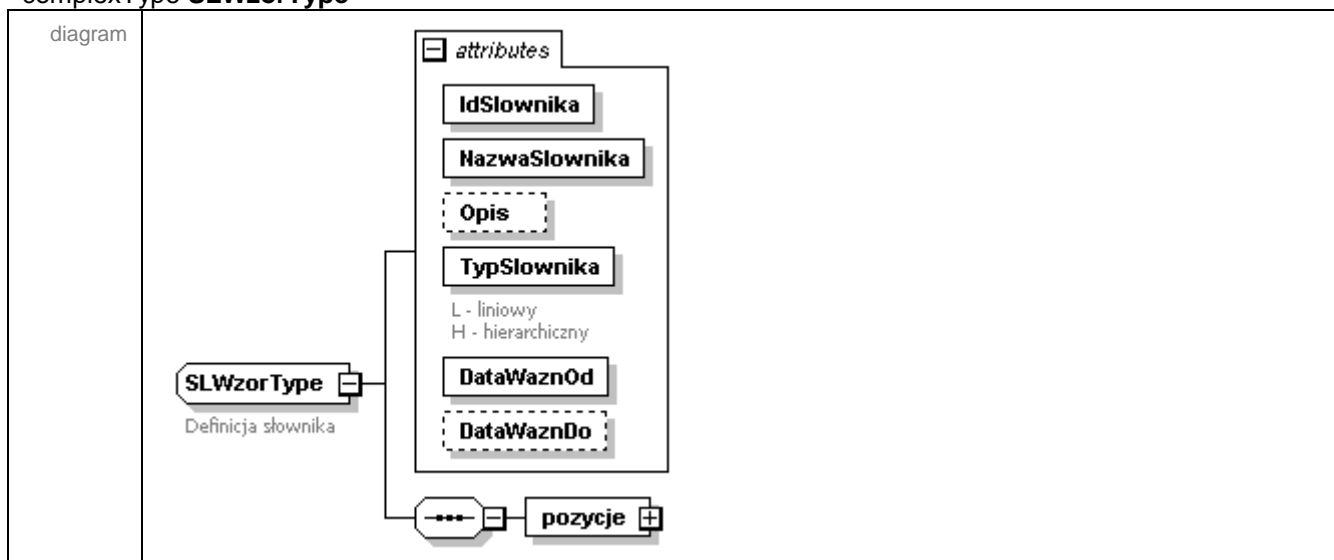 complexType SLWzorType
diagram
attributes
IdSlownika
NazwaSlownika
Opis
TypSlownika
L - liniowy
H - hierarchiczny
DataWaznOd
DataWaznDo
SLWzorType
Definicja słownika
pozycje